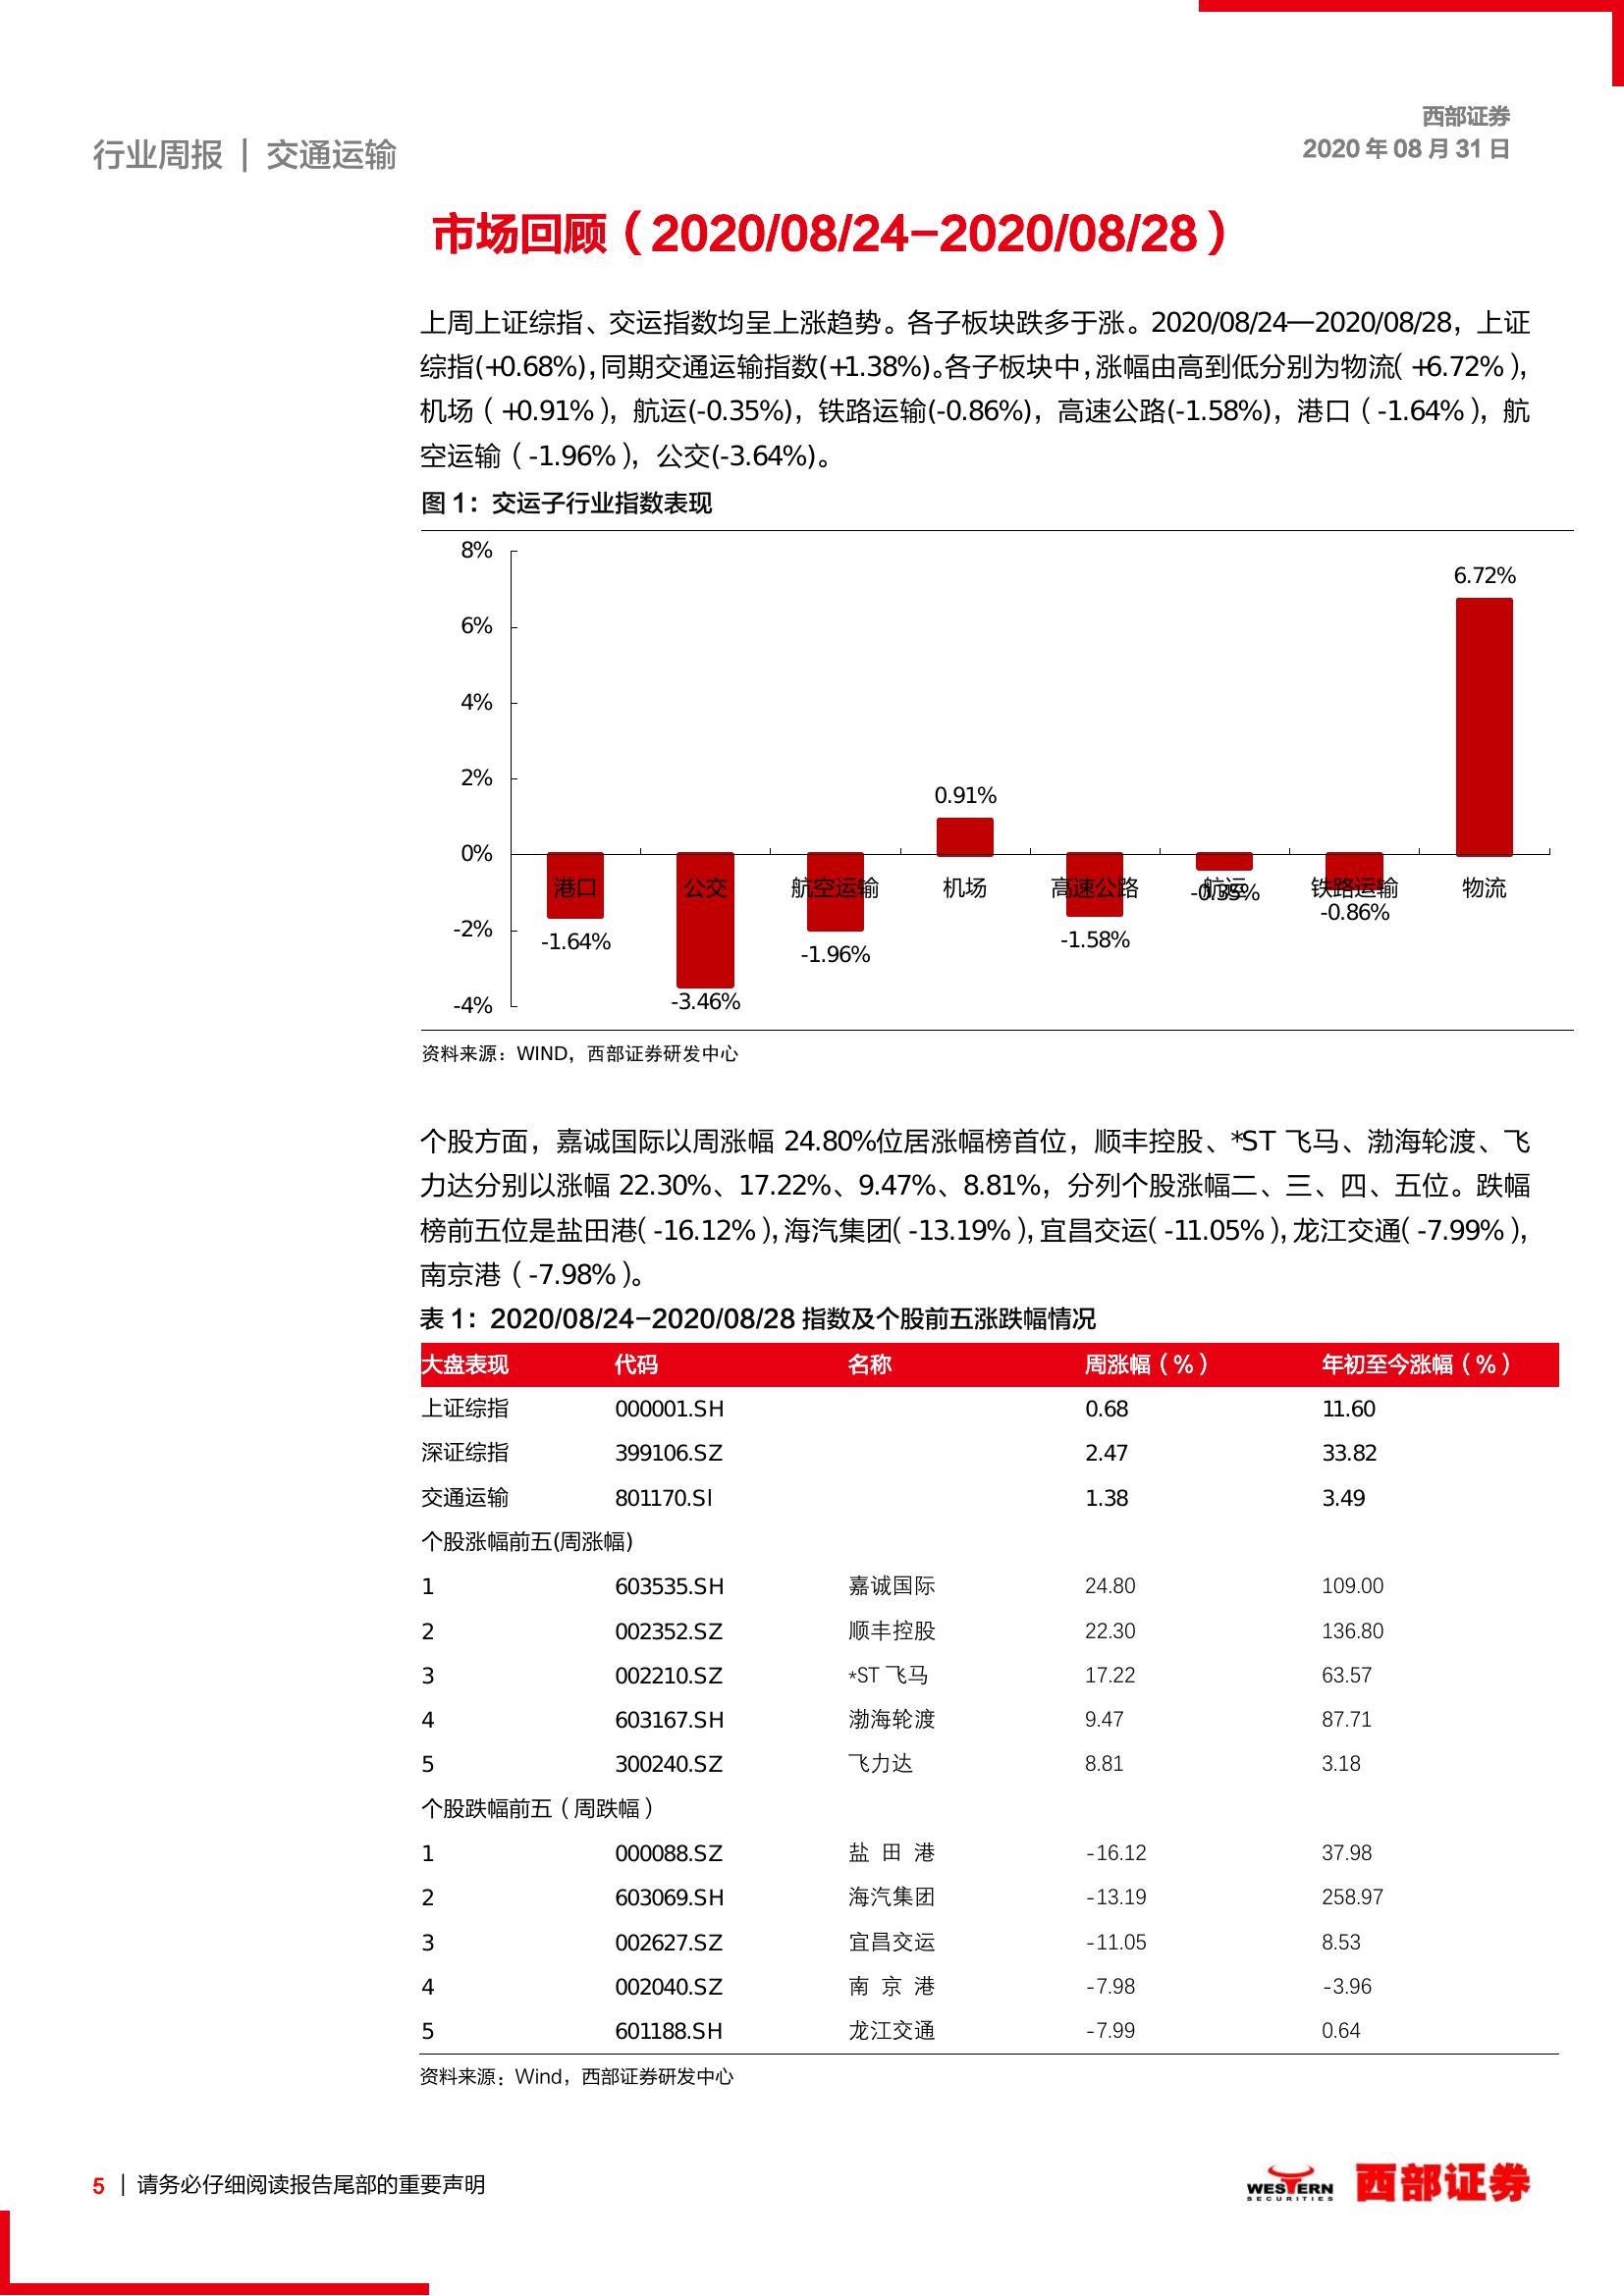 西部证券
行业周报 | 交通运输
2020 年 08 月 31 日
市场回顾（2020/08/24-2020/08/28）
上周上证综指、交运指数均呈上涨趋势。各子板块跌多于涨。2020/08/24—2020/08/28，上证
综指(+0.68%)，同期交通运输指数(+1.38%)。各子板块中，涨幅由高到低分别为物流（+6.72%），
机场（+0.91%），航运(-0.35%)，铁路运输(-0.86%)，高速公路(-1.58%)，港口（-1.64%），航
空运输（-1.96%），公交(-3.64%)。
图 1：交运子行业指数表现
8%
6%
4%
2%
0%
-2%
-4%
港口 公交 航空运输 机场 高速公路 航运 铁路运输 物流
-1.64% -3.46% -1.96% 0.91% -1.58% -0.35% -0.86% 6.72%
资料来源：WIND，西部证券研发中心
个股方面，嘉诚国际以周涨幅 24.80%位居涨幅榜首位，顺丰控股、*ST 飞马、渤海轮渡、飞
力达分别以涨幅 22.30%、17.22%、9.47%、8.81%，分列个股涨幅二、三、四、五位。跌幅
榜前五位是盐田港（-16.12%），海汽集团（-13.19%），宜昌交运（-11.05%），龙江交通（-7.99%），
南京港（-7.98%）。
表 1：2020/08/24-2020/08/28 指数及个股前五涨跌幅情况
大盘表现 代码 名称 周涨幅（%） 年初至今涨幅（%）
上证综指 000001.SH 0.68 11.60
深证综指 399106.SZ 2.47 33.82
交通运输 801170.SI 1.38 3.49
个股涨幅前五(周涨幅)
1 603535.SH 嘉诚国际 24.80 109.00
2 002352.SZ 顺丰控股 22.30 136.80
3 002210.SZ *ST 飞马 17.22 63.57
4 603167.SH 渤海轮渡 9.47 87.71
5 300240.SZ 飞力达 8.81 3.18
个股跌幅前五（周跌幅）
1 000088.SZ 盐 田 港 -16.12 37.98
2 603069.SH 海汽集团 -13.19 258.97
3 002627.SZ 宜昌交运 -11.05 8.53
4 002040.SZ 南 京 港 -7.98 -3.96
5 601188.SH 龙江交通 -7.99 0.64
资料来源：Wind，西部证券研发中心
5 | 请务必仔细阅读报告尾部的重要声明
WESTERN
SECURITIES
西部证券